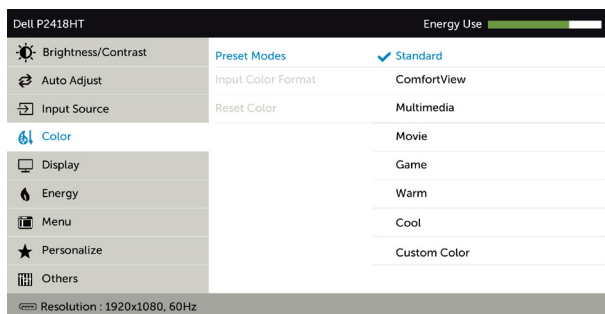 Dell P2418HT
Energy Use
Brightness/Contrast
Auto Adjust
Input Source
Color
Display
Energy
Menu
Personalize
Others
Preset Modes
Input Color Format
Reset Color
Standard
ComfortView
Multimedia
Movie
Game
Warm
Cool
Custom Color
Resolution : 1920x1080, 60Hz